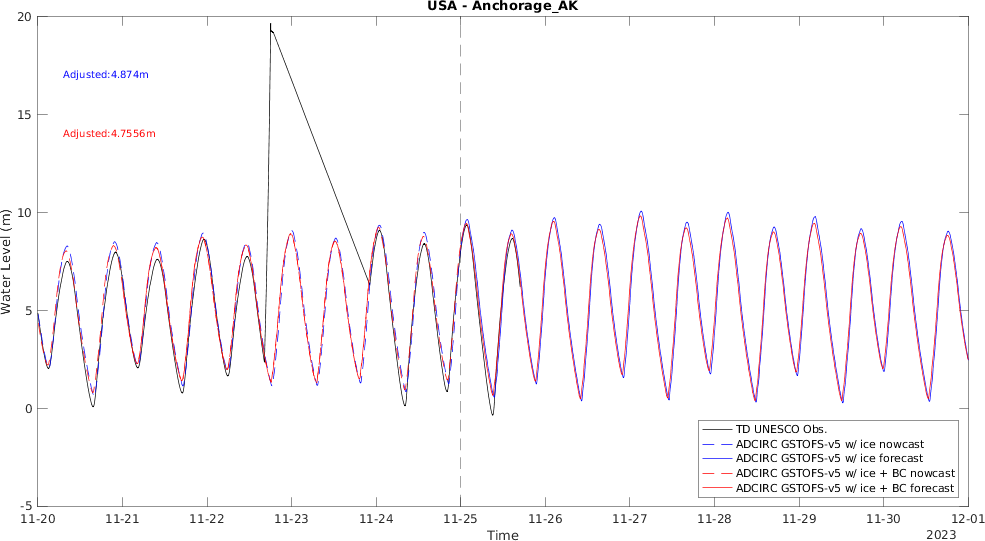 USA - Anchorage_AK
20
15
10
5
0
-5
Adjusted:4.874m
Adjusted:4.7556m
Water Level (m)
TD UNESCO Obs.
ADCIRC GSTOFS-v5 w/ ice nowcast
ADCIRC GSTOFS-v5 w/ ice forecast
ADCIRC GSTOFS-v5 w/ ice + BC nowcast
ADCIRC GSTOFS-v5 w/ ice + BC forecast
11-20 11-21 11-22 11-23 11-24 11-25 11-26 11-27 11-28 11-29 11-30 12-01
Time
2023